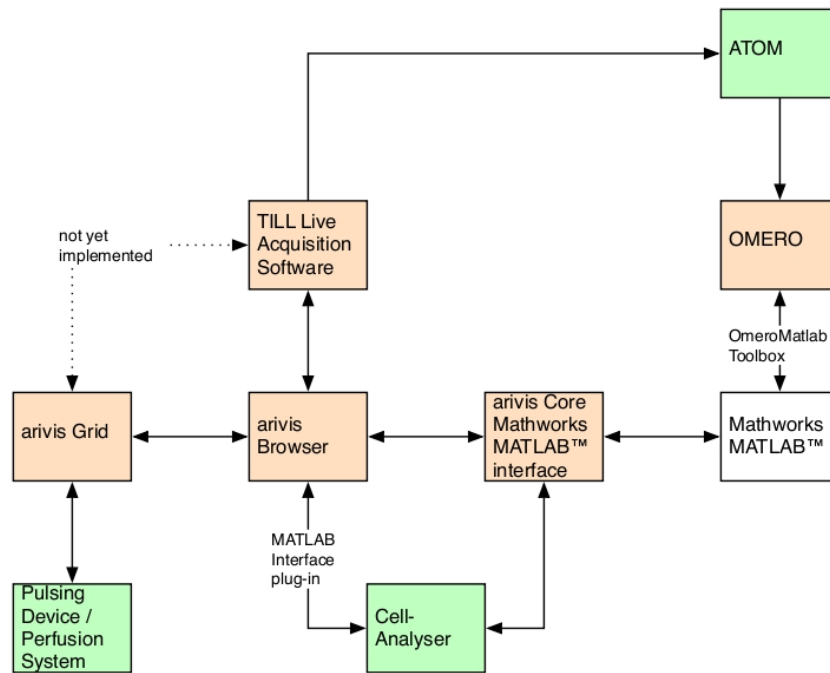 ATOM
TILL Live
Acquisition
Software
not yet
implemented
OMERO
OmeroMatlab
Toolbox
arivis Grid
arivis
Browser
arivis Core
Mathworks
MATLAB™
interface
Mathworks
MATLAB™
MATLAB
Interface
plug-in
Pulsing
Device /
Perfusion
System
Cell-
Analyser